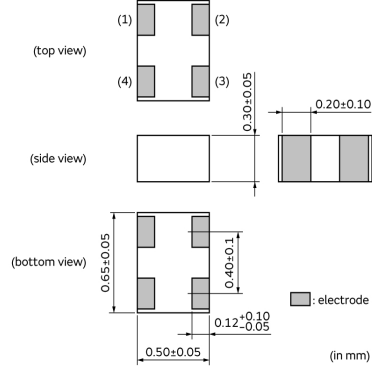 (1) (2)
(top view)
(4) (3)
0.30±0.05
0.20±0.10
(side view)
(bottom view)
0.65±0.05
0.40±0.1
: electrode
0.12 +0.10 −0.05
0.50±0.05
(in mm)